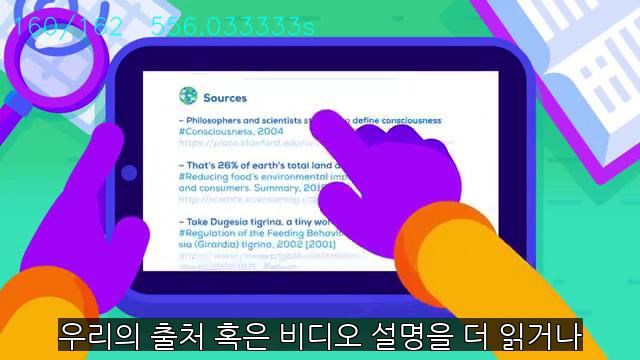 160/162 556.033333s
Sources
– Philosophers and scientists st to define consciousness
#Consciousness, 2004
https://plato.stanford.edu/
– That's 26% of earth's total land
#Reducing food's environmental imp
and consumers. Summary, 201
http://science.sciencemag
– Take Dugesia tigrina, a tiny wor
#Regulation of the Feeding Behavio
sia (Girardia) tigrina, 2002 [2001]
우리의 출처 혹은 비디오 설명을 더 읽거나